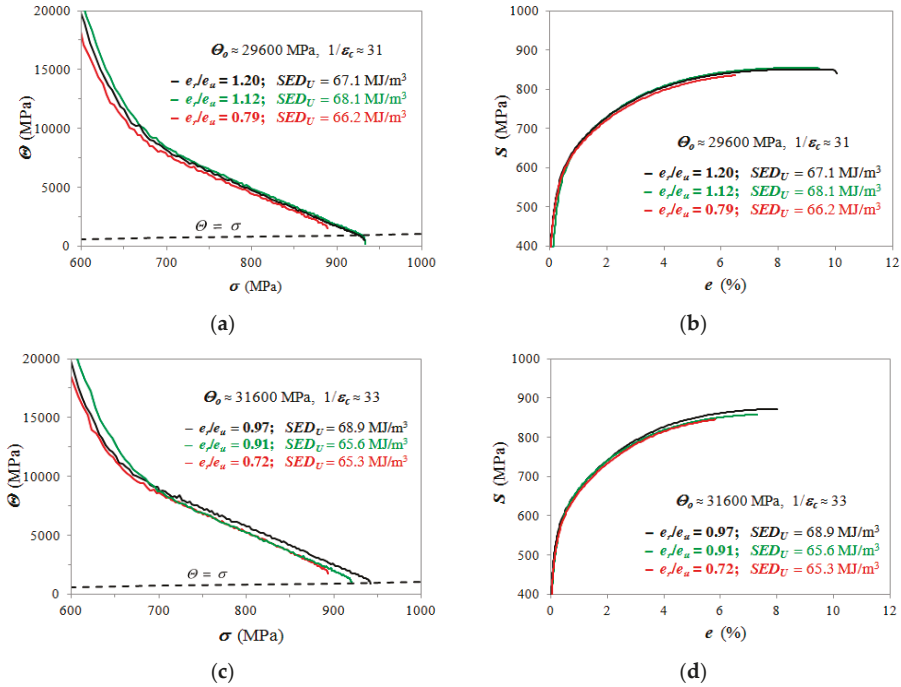 20000
15000
10000
5000
0
Θ (MPa)
Θₒ ≈ 29600 MPa, 1/εc ≈ 31
eᵣ/eᵤ = 1.20; SEDU = 67.1 MJ/m³
eᵣ/eᵤ = 1.12; SEDU = 68.1 MJ/m³
eᵣ/eᵤ = 0.79; SEDU = 66.2 MJ/m³
Θ = σ
600 700 800 900 1000
σ (MPa)
(a)
1000
900
800
700
600
500
400
S (MPa)
Θₒ ≈ 29600 MPa, 1/εc ≈ 31
eᵣ/eᵤ = 1.20; SEDU = 67.1 MJ/m³
eᵣ/eᵤ = 1.12; SEDU = 68.1 MJ/m³
eᵣ/eᵤ = 0.79; SEDU = 66.2 MJ/m³
0 2 4 6 8 10 12
e (%)
(b)
20000
15000
10000
5000
0
Θ (MPa)
Θₒ ≈ 31600 MPa, 1/εc ≈ 33
eᵣ/eᵤ = 0.97; SEDU = 68.9 MJ/m³
eᵣ/eᵤ = 0.91; SEDU = 65.6 MJ/m³
eᵣ/eᵤ = 0.72; SEDU = 65.3 MJ/m³
Θ = σ
600 700 800 900 1000
σ (MPa)
(c)
1000
900
800
700
600
500
400
S (MPa)
Θₒ ≈ 31600 MPa, 1/εc ≈ 33
eᵣ/eᵤ = 0.97; SEDU = 68.9 MJ/m³
eᵣ/eᵤ = 0.91; SEDU = 65.6 MJ/m³
eᵣ/eᵤ = 0.72; SEDU = 65.3 MJ/m³
0 2 4 6 8 10 12
e (%)
(d)